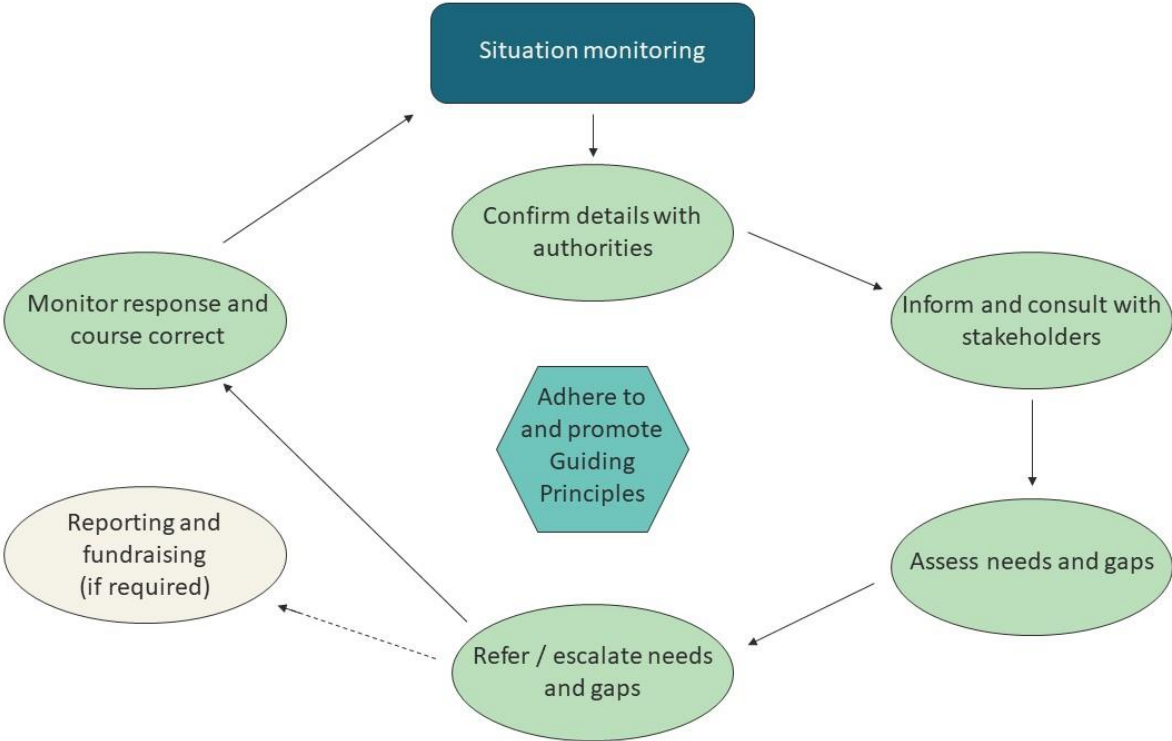 Situation monitoring
Confirm details with
authorities
Inform and consult with
stakeholders
Assess needs and gaps
Refer / escalate needs
and gaps
Reporting and
fundraising
(if required)
Monitor response and
course correct
Adhere to
and promote
Guiding
Principles